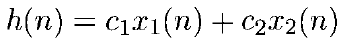 h(n) = c₁x₁(n) + c₂x₂(n)